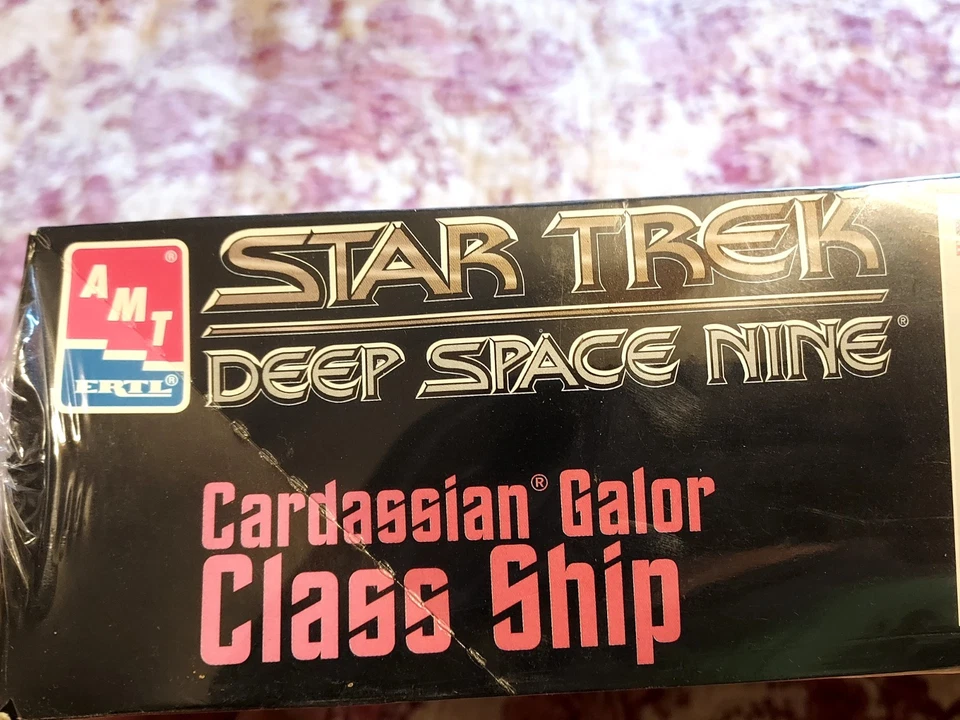 AMT®
ERTL®
STAR TREK
DEEP SPACE NINE®
Cardassian® Galor
Class Ship